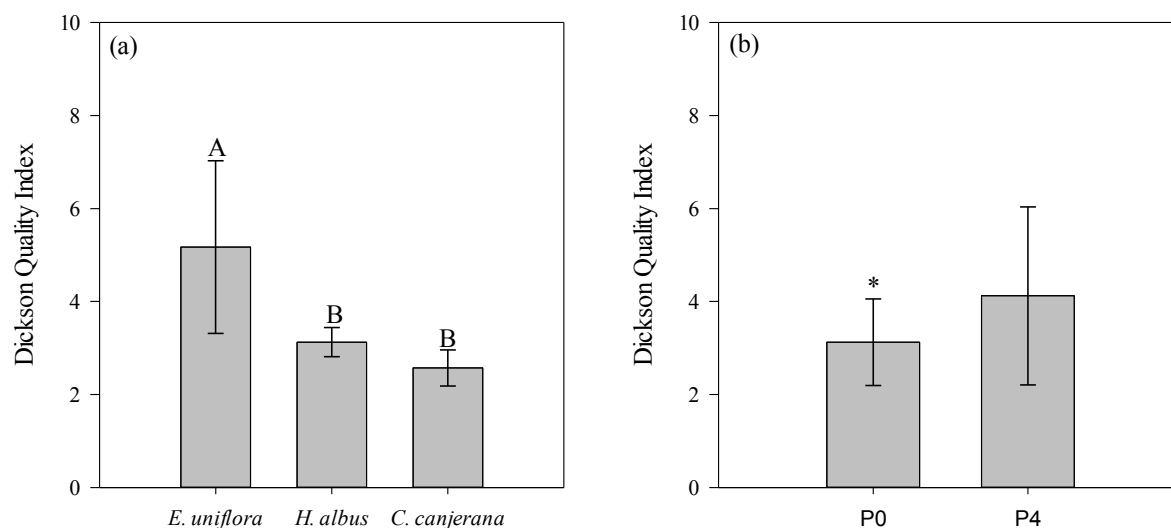 (a)
Dickson Quality Index
10
8
6
4
2
0
A
B
B
E. uniflora H. albus C. canjerana
(b)
Dickson Quality Index
10
8
6
4
2
0
*
P0 P4